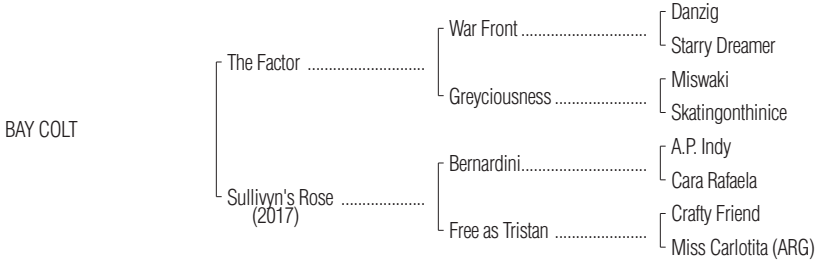 Danzig
War Front ..............................
Starry Dreamer
The Factor ............................
Miswaki
Greyciousness ......................
Skatingonthinice
BAY COLT
A.P. Indy
Bernardini..............................
Cara Rafaela
Sullivyn's Rose ....................
(2017)
Crafty Friend
Free as Tristan ......................
Miss Carlotita (ARG)